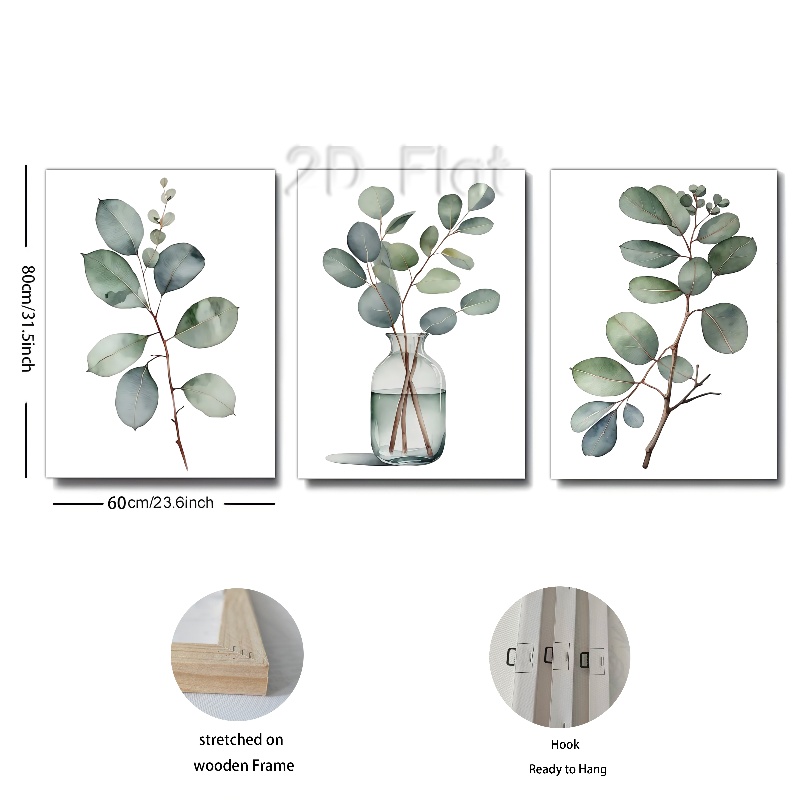 2D Flat
80cm/31.5inch
60cm/23.6inch
stretched on
wooden Frame
Hook
Ready to Hang